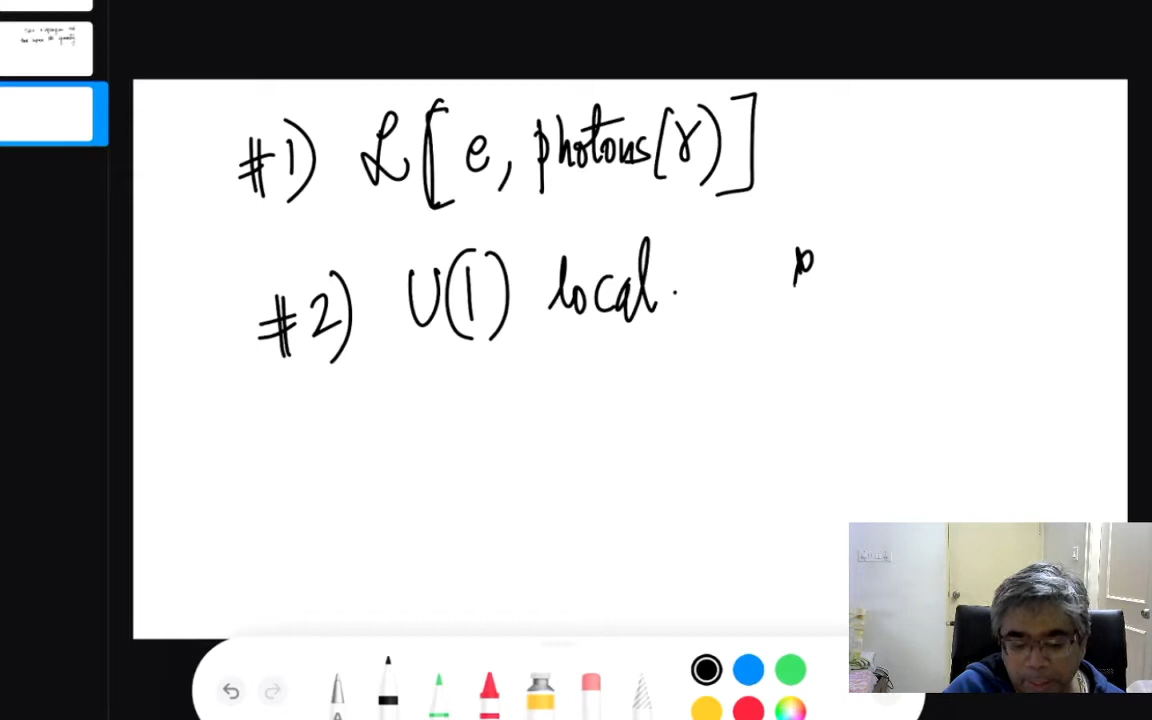 #1) ℒ[e, photons(γ)]
#2) U(1) local.